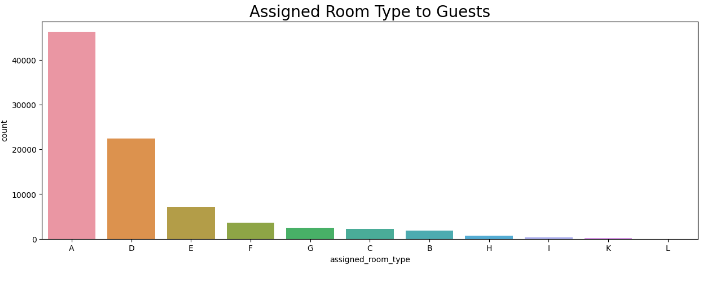 Assigned Room Type to Guests
40000
30000
20000
10000
0
count
A D E F G C B H I K L
assigned_room_type